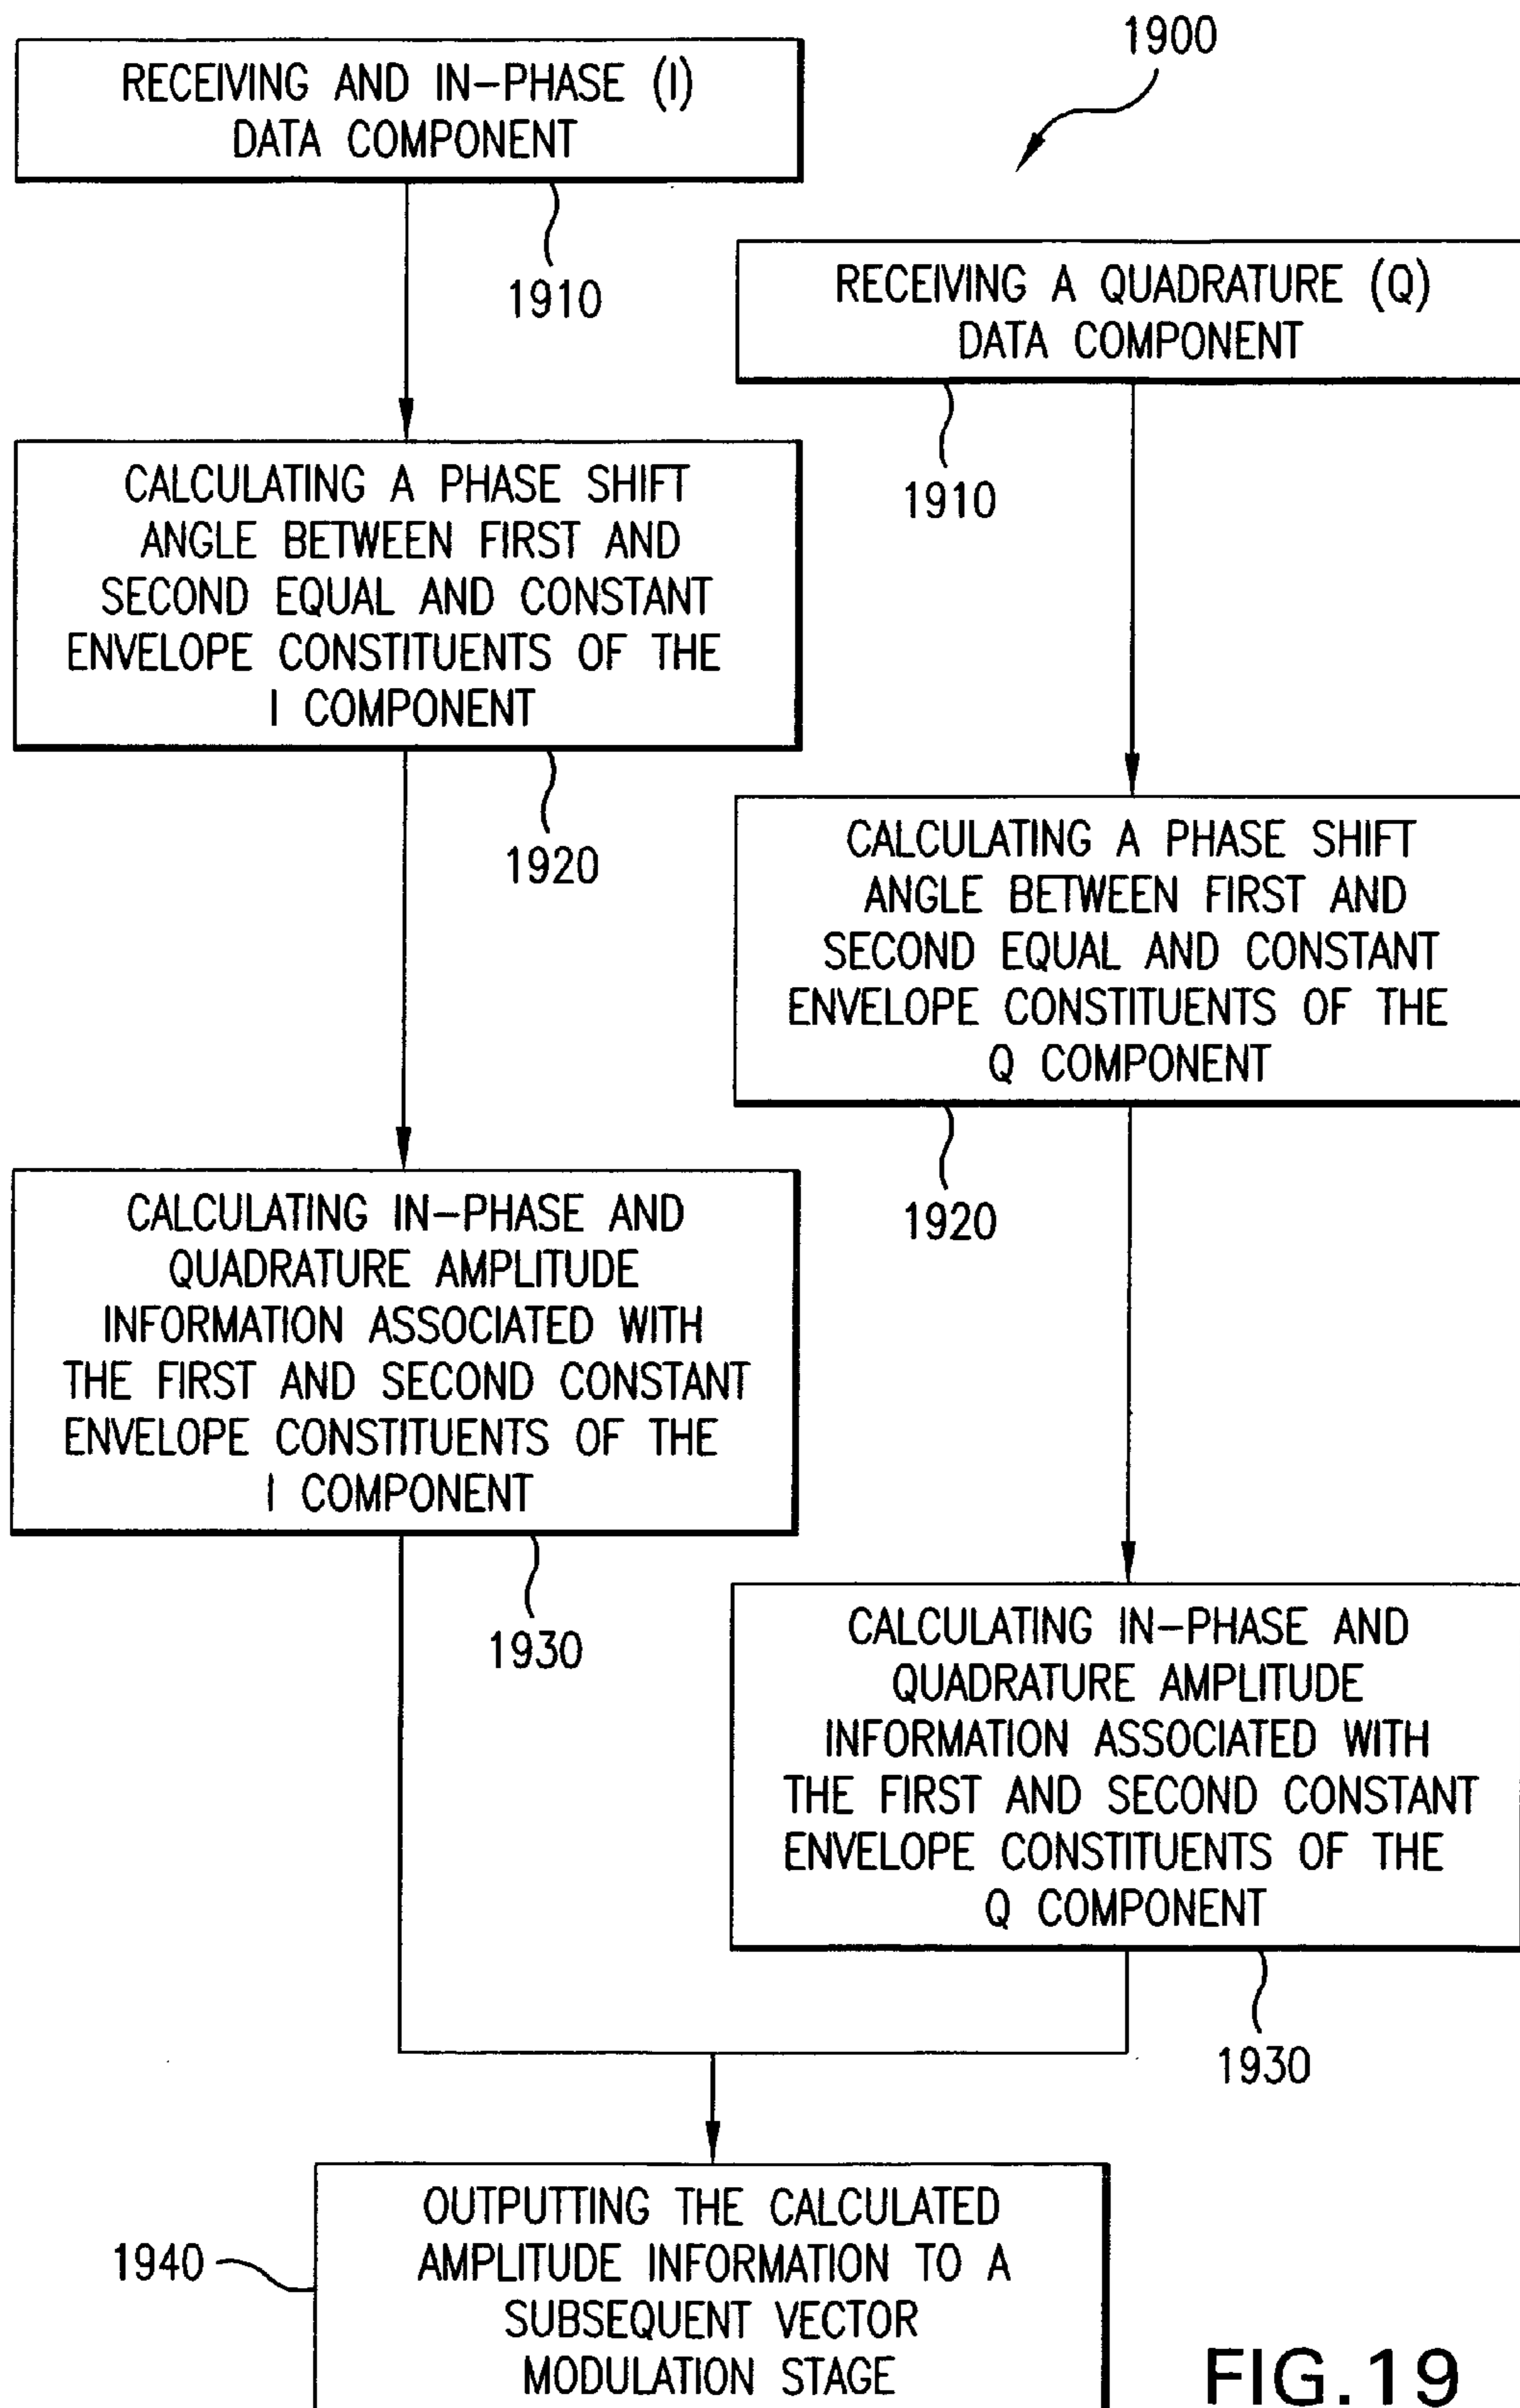 1900
RECEIVING AND IN-PHASE (I)
DATA COMPONENT
1910
RECEIVING A QUADRATURE (Q)
DATA COMPONENT
1910
CALCULATING A PHASE SHIFT
ANGLE BETWEEN FIRST AND
SECOND EQUAL AND CONSTANT
ENVELOPE CONSTITUENTS OF THE
I COMPONENT
1920
CALCULATING A PHASE SHIFT
ANGLE BETWEEN FIRST AND
SECOND EQUAL AND CONSTANT
ENVELOPE CONSTITUENTS OF THE
Q COMPONENT
1920
CALCULATING IN-PHASE AND
QUADRATURE AMPLITUDE
INFORMATION ASSOCIATED WITH
THE FIRST AND SECOND CONSTANT
ENVELOPE CONSTITUENTS OF THE
I COMPONENT
1930
CALCULATING IN-PHASE AND
QUADRATURE AMPLITUDE
INFORMATION ASSOCIATED WITH
THE FIRST AND SECOND CONSTANT
ENVELOPE CONSTITUENTS OF THE
Q COMPONENT
1930
OUTPUTTING THE CALCULATED
AMPLITUDE INFORMATION TO A
SUBSEQUENT VECTOR
MODULATION STAGE
1940
FIG.19